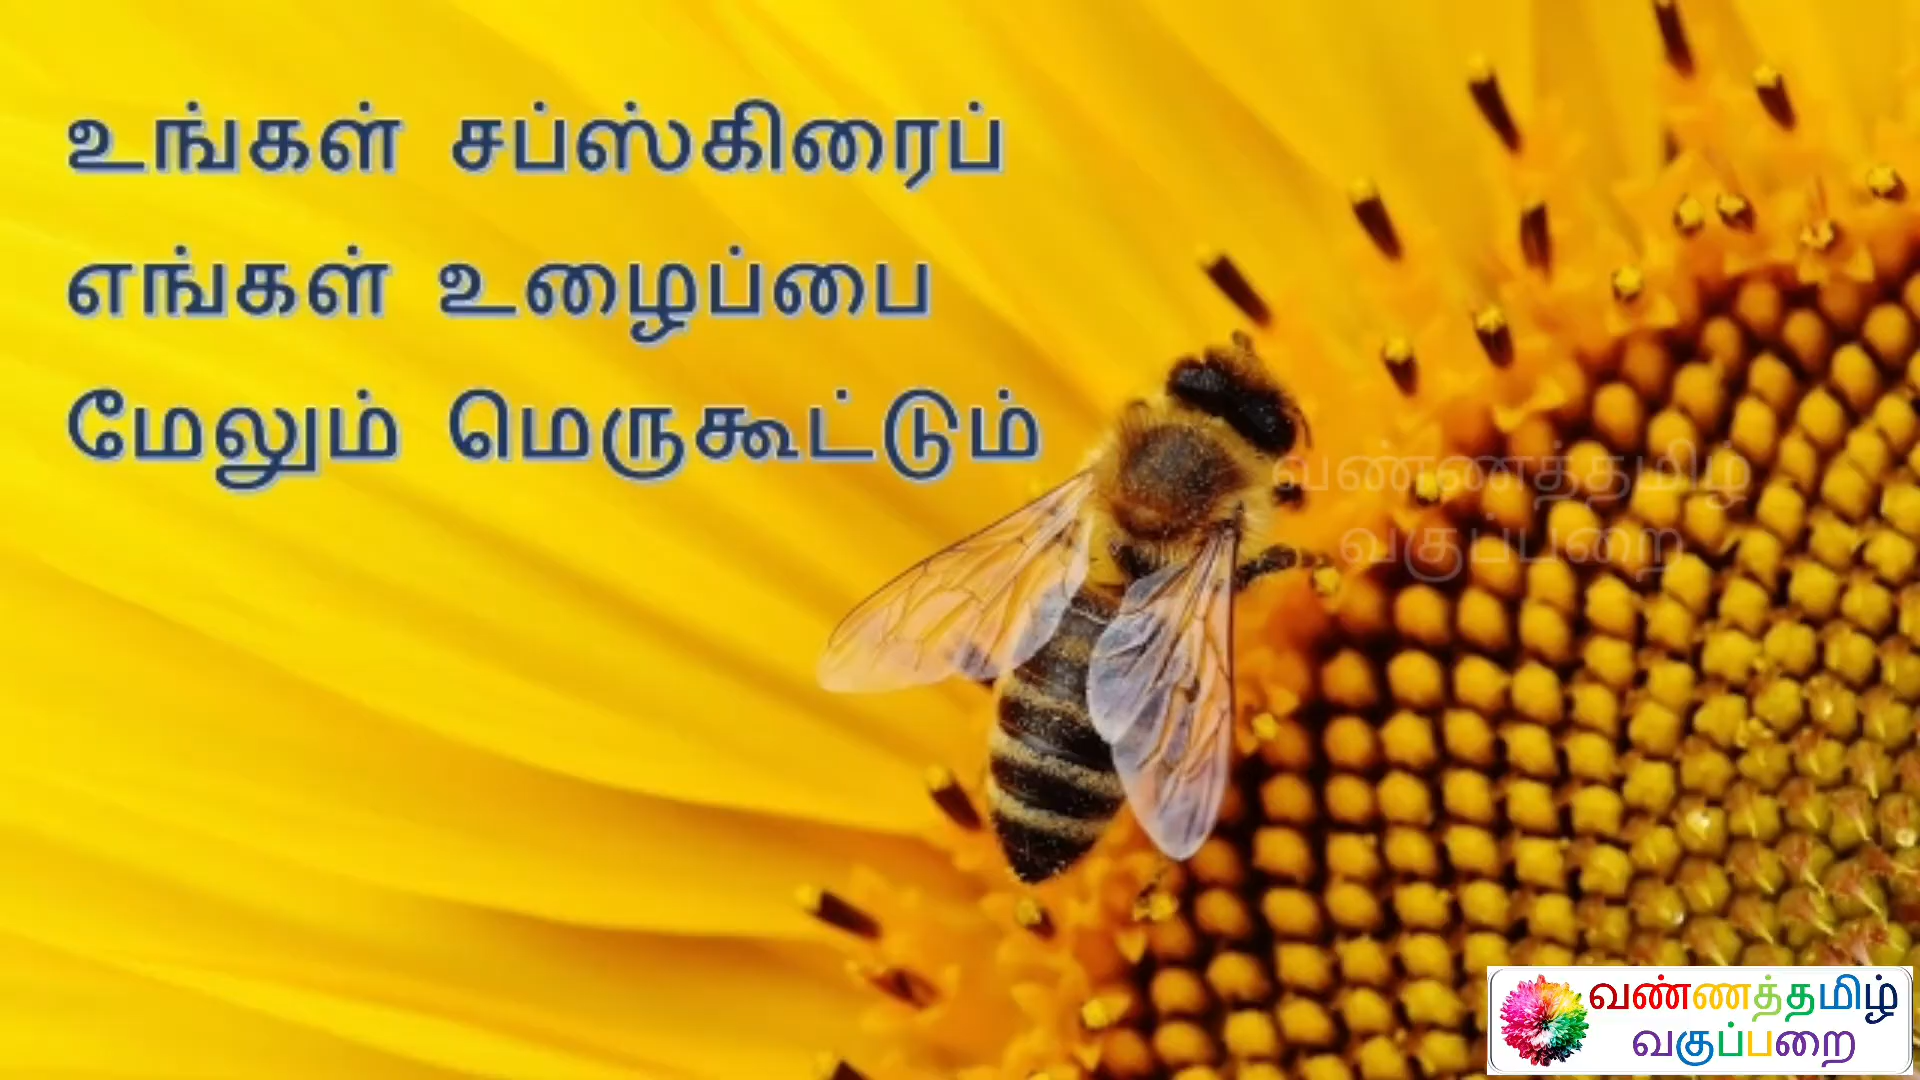 உங்கள் சப்ஸ்கிரைப்
எங்கள் உழைப்பை
மேலும் மெருகூட்டும்
வண்ணத்தமிழ்
வகுப்பறை
வண்ணத்தமிழ்
வகுப்பறை